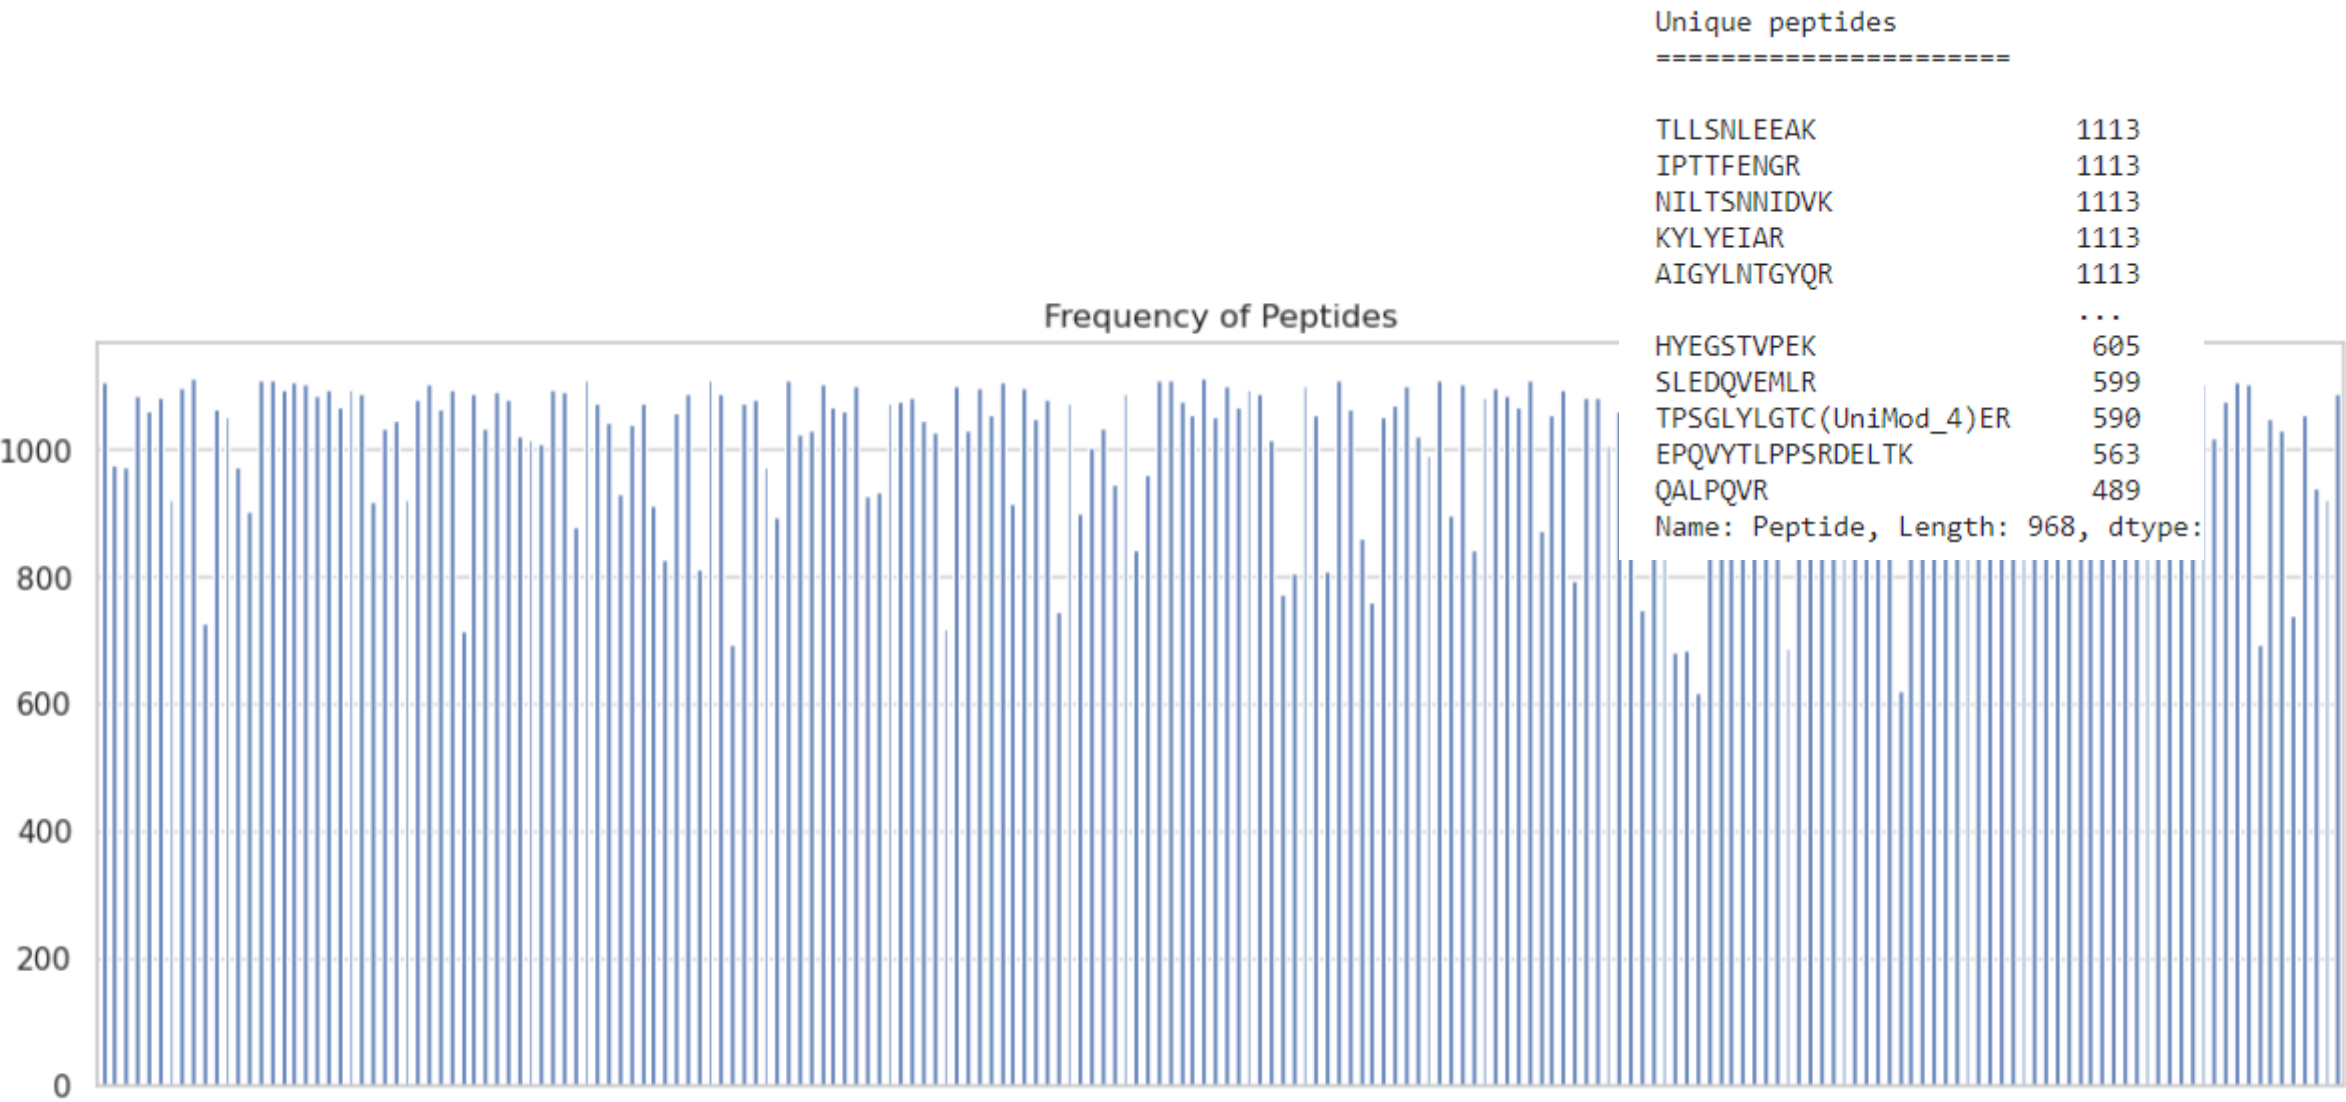 Unique peptides
======================
TLLSNLEEAK 1113
IPTTFENGR 1113
NILTSNNIDVK 1113
KYLYEIAR 1113
AIGYLNTGYQR 1113
...
HYEGSTVPEK 605
SLEDQVEMLR 599
TPSGLYLGTC(UniMod_4)ER 590
EPQVYTLPPSRDELTK 563
QALPQVR 489
Name: Peptide, Length: 968, dtype:
Frequency of Peptides
1000
800
600
400
200
0